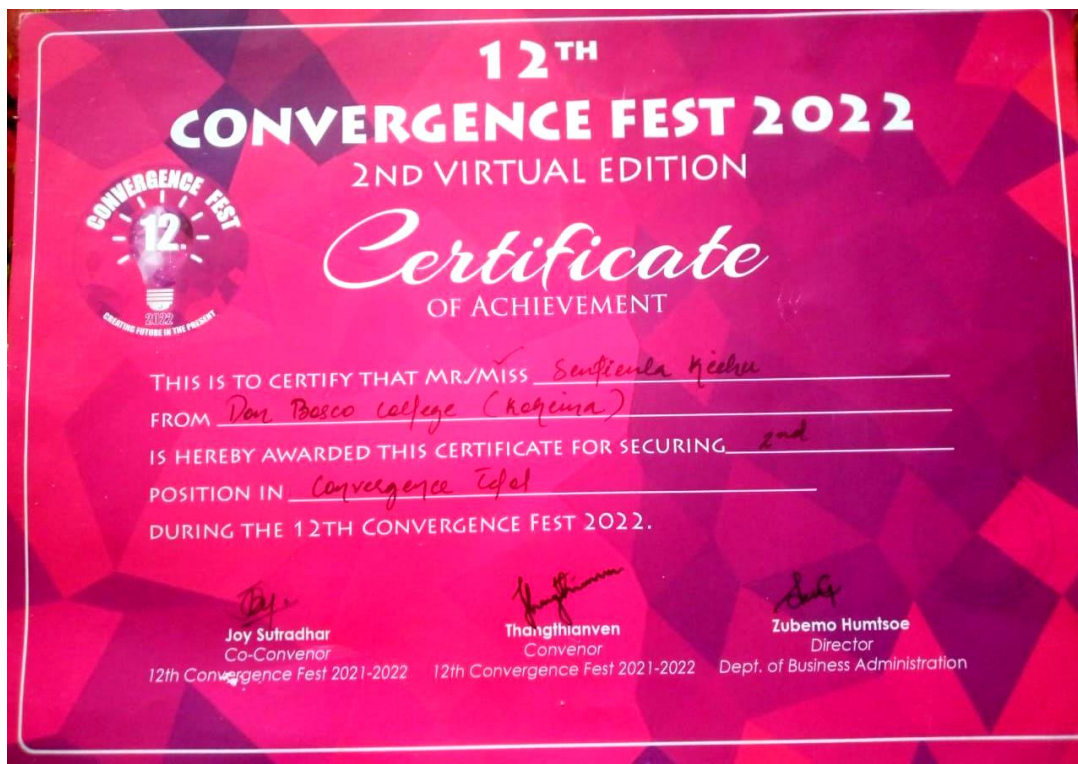 12TH
CONVERGENCE FEST 2022
2ND VIRTUAL EDITION
CONVERGENCE FEST
12
2022
CREATING FUTURE IN THE PRESENT
Certificate
OF ACHIEVEMENT
THIS IS TO CERTIFY THAT MR./MISS
FROM Don Bosco College (Kohima)
IS HEREBY AWARDED THIS CERTIFICATE FOR SECURING 2nd
POSITION IN Convergence
DURING THE 12TH CONVERGENCE FEST 2022.
Joy Sutradhar
Co-Convenor
12th Convergence Fest 2021-2022
Thangthianven
Convenor
12th Convergence Fest 2021-2022
Zubemo Humtsoe
Director
Dept. of Business Administration